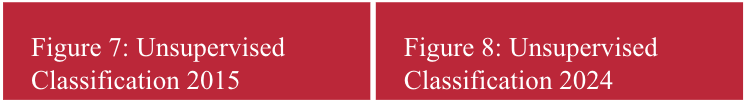 Figure 7: Unsupervised
Classification 2015
Figure 8: Unsupervised
Classification 2024